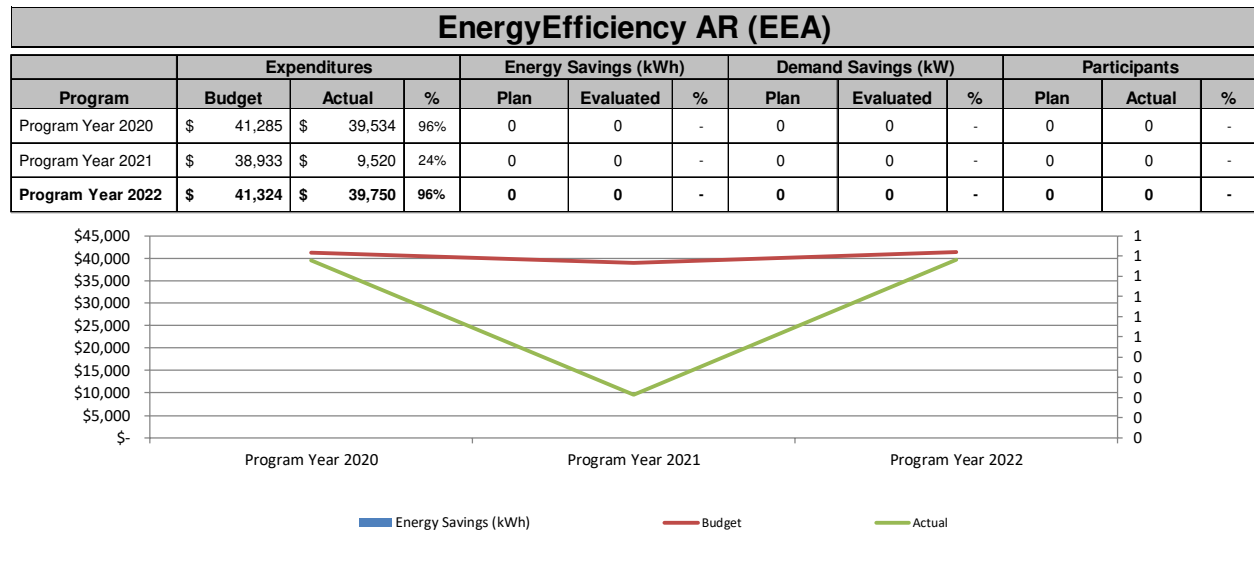 EnergyEfficiency AR (EEA)
Expenditures Energy Savings (kWh) Demand Savings (kW) Participants
Program Budget Actual % Plan Evaluated % Plan Evaluated % Plan Actual %
Program Year 2020 $ 41,285 $ 39,534 96% 0 0 - 0 0 - 0 0 -
Program Year 2021 $ 38,933 $ 9,520 24% 0 0 - 0 0 - 0 0 -
Program Year 2022 $ 41,324 $ 39,750 96% 0 0 - 0 0 - 0 0 -
$45,000 1
$40,000 1
$35,000 1
$30,000 1
$25,000 1
$20,000 1
$15,000 0
$10,000 0
$5,000 0
$- 0
0
Program Year 2020 Program Year 2021 Program Year 2022
Energy Savings (kWh) Budget Actual